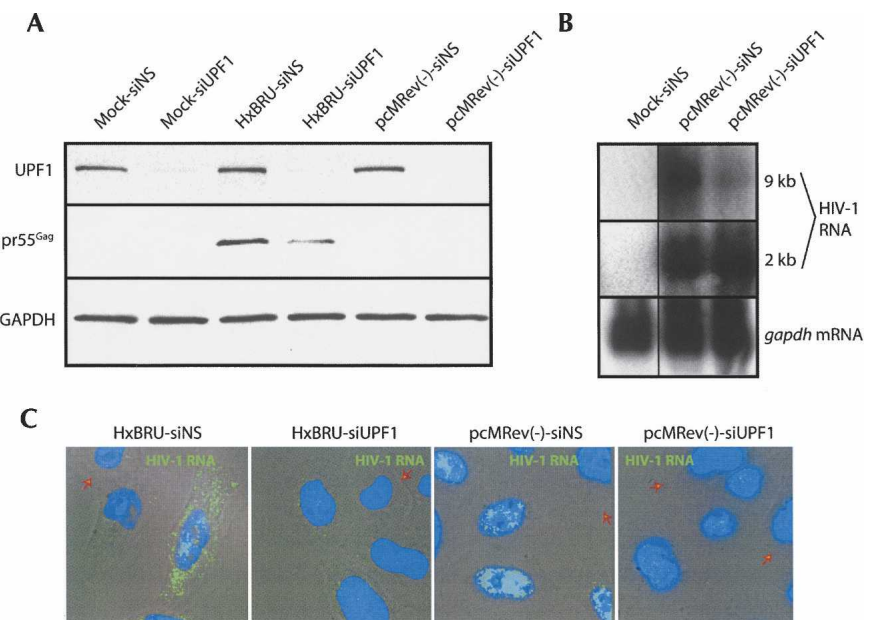 A
Mock-siNS
Mock-siUPF1
HxBRU-siNS
HxBRU-siUPF1
pcMRev(-)-siNS
pcMRev(-)-siUPF1
UPF1
pr55Gag
GAPDH
B
Mock-siNS
pcMRev(-)-siNS
pcMRev(-)-siUPF1
9 kb
2 kb
HIV-1
RNA
gapdh mRNA
C
HxBRU-siNS
HxBRU-siUPF1
pcMRev(-)-siNS
pcMRev(-)-siUPF1
HIV-1 RNA
HIV-1 RNA
HIV-1 RNA
HIV-1 RNA